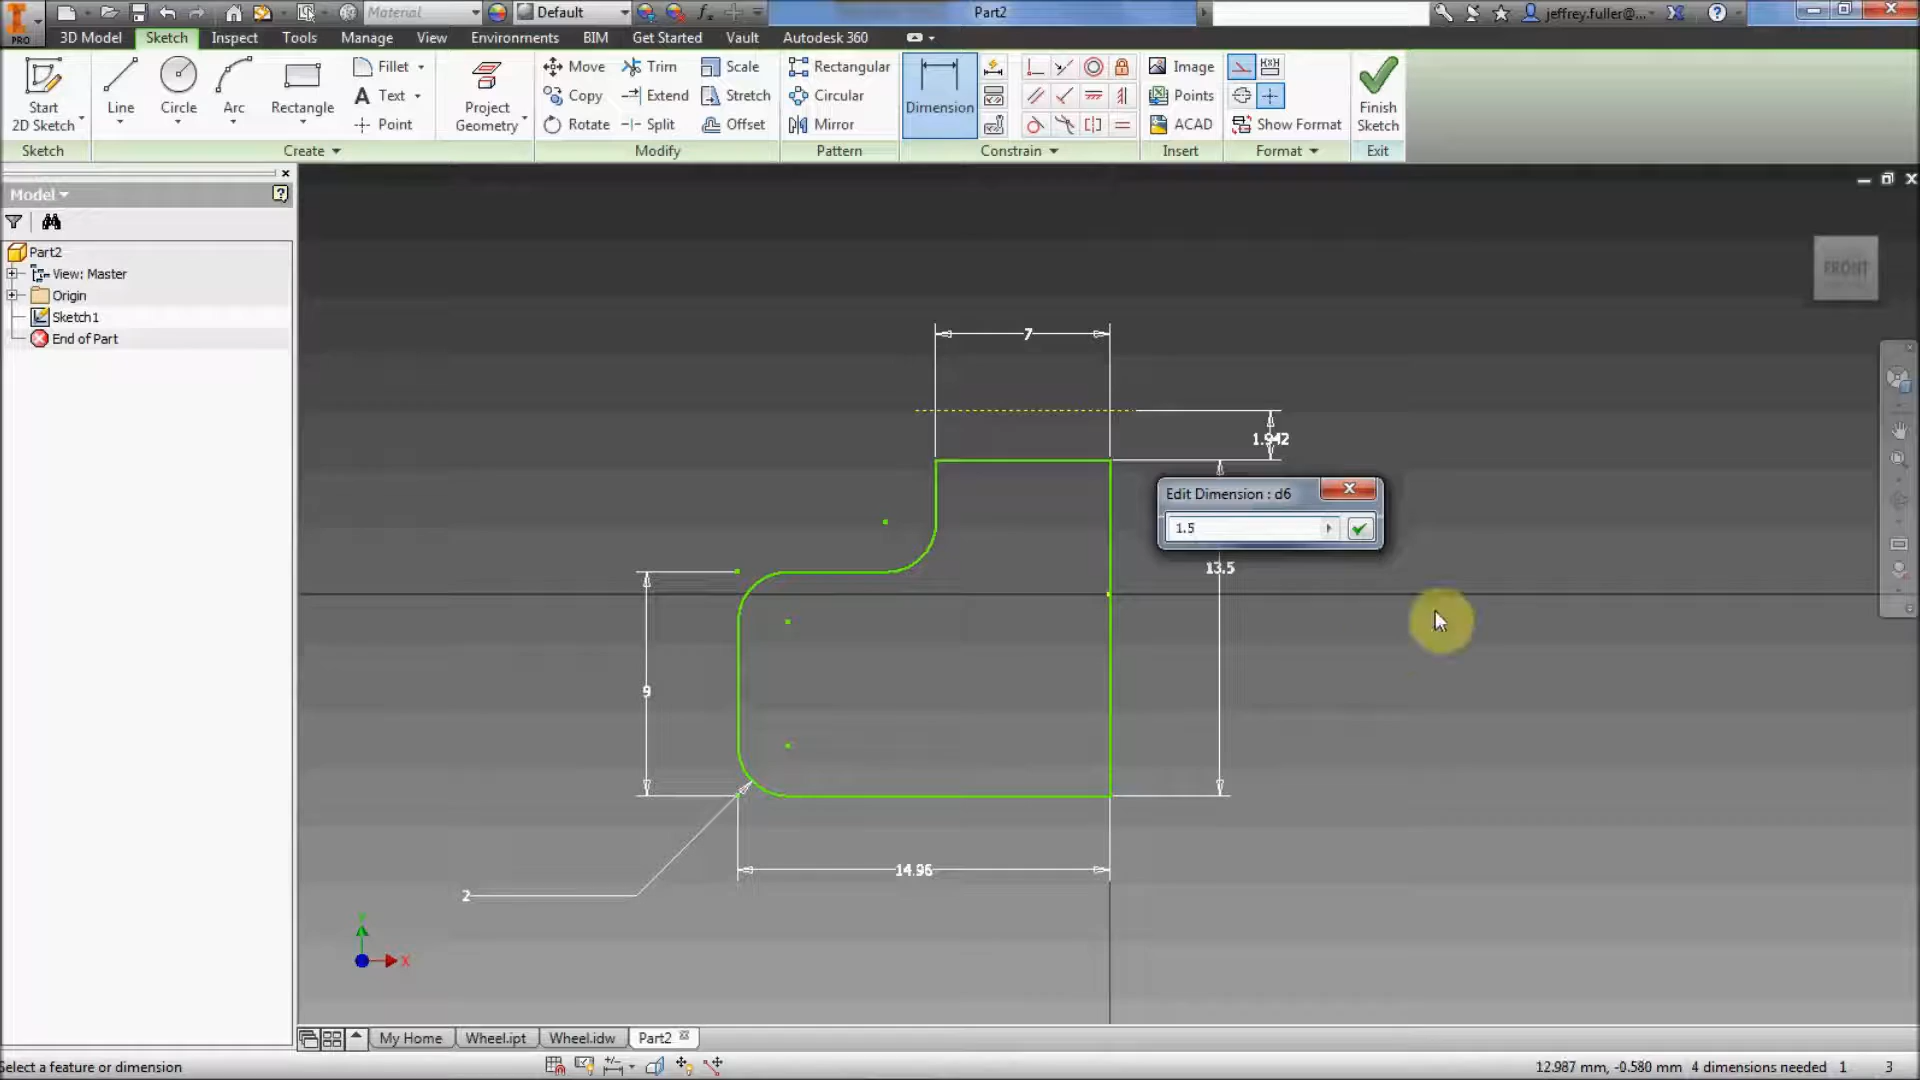 Material
Default
Part2
jeffrey.fuller@...
PRO
3D Model
Sketch
Inspect
Tools
Manage
View
Environments
BIM
Get Started
Vault
Autodesk 360
Start
2D Sketch
Line
Circle
Arc
Rectangle
Fillet
Text
Point
Project
Geometry
Move
Copy
Rotate
Trim
Extend
Split
Scale
Stretch
Offset
Rectangular
Circular
Mirror
Dimension
Image
Points
ACAD
Show Format
Finish
Sketch
Sketch
Create
Modify
Pattern
Constrain
Insert
Format
Exit
Model
Part2
View: Master
Origin
Sketch1
End of Part
FRONT
7
1.942
Edit Dimension : d6
1.5
13.5
9
14.96
2
Y
X
My Home
Wheel.ipt
Wheel.idw
Part2
Select a feature or dimension
12.987 mm, -0.580 mm 4 dimensions needed 1 3